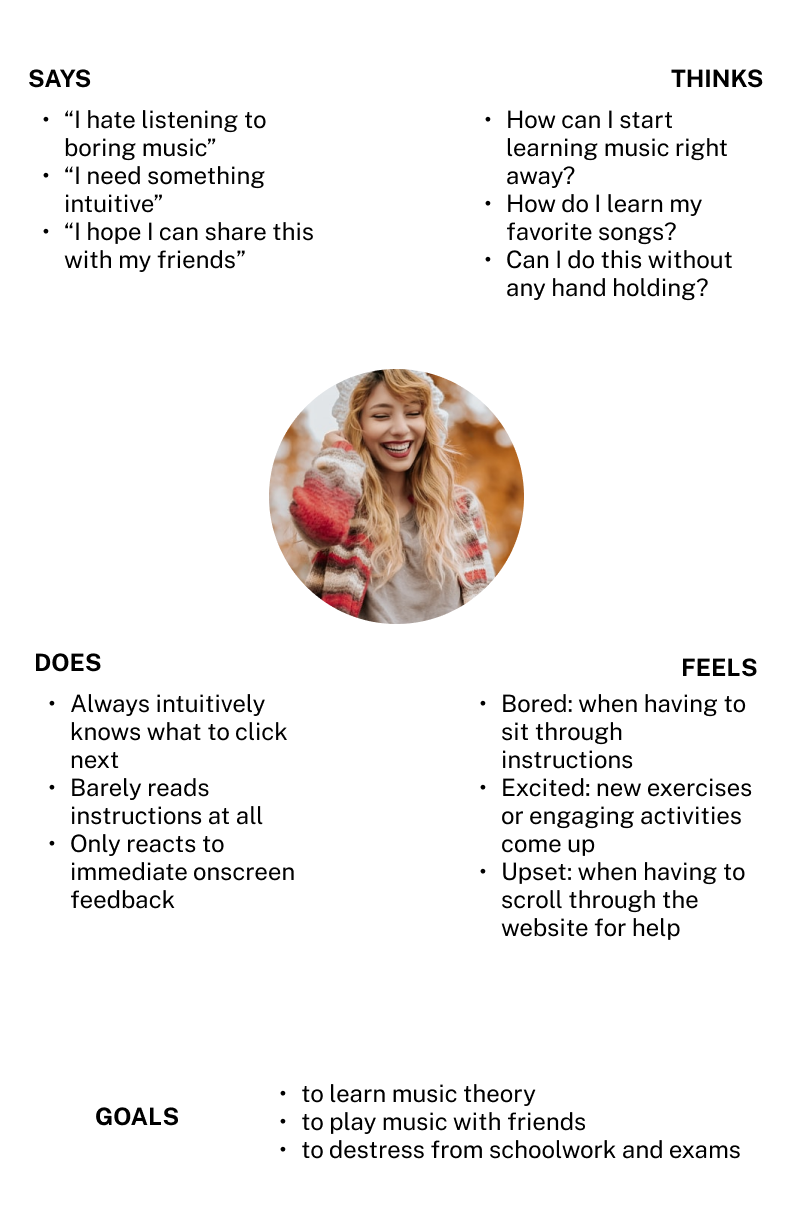 SAYS
• “I hate listening to
boring music”
• “I need something
intuitive”
• “I hope I can share this
with my friends”
THINKS
• How can I start
learning music right
away?
• How do I learn my
favorite songs?
• Can I do this without
any hand holding?
DOES
• Always intuitively
knows what to click
next
• Barely reads
instructions at all
• Only reacts to
immediate onscreen
feedback
FEELS
• Bored: when having to
sit through
instructions
• Excited: new exercises
or engaging activities
come up
• Upset: when having to
scroll through the
website for help
GOALS
• to learn music theory
• to play music with friends
• to destress from schoolwork and exams